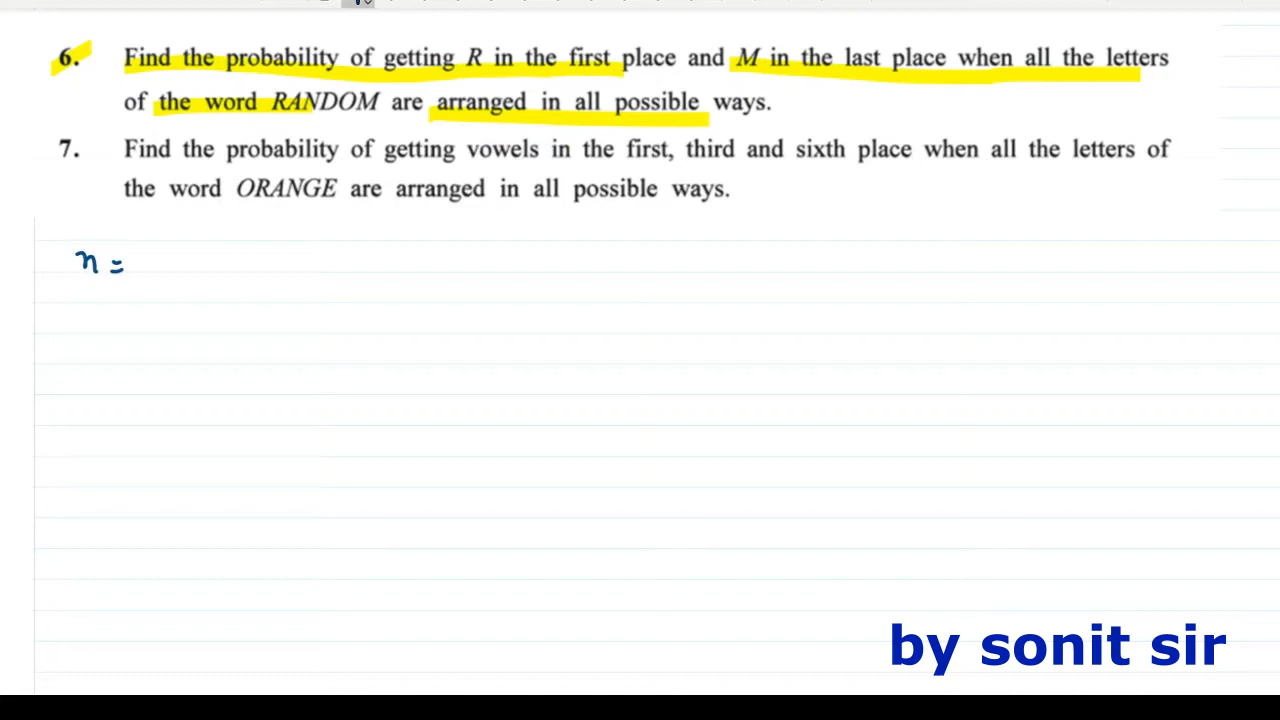 6. Find the probability of getting R in the first place and M in the last place when all the letters
of the word RANDOM are arranged in all possible ways.
7. Find the probability of getting vowels in the first, third and sixth place when all the letters of
the word ORANGE are arranged in all possible ways.
n =
by sonit sir